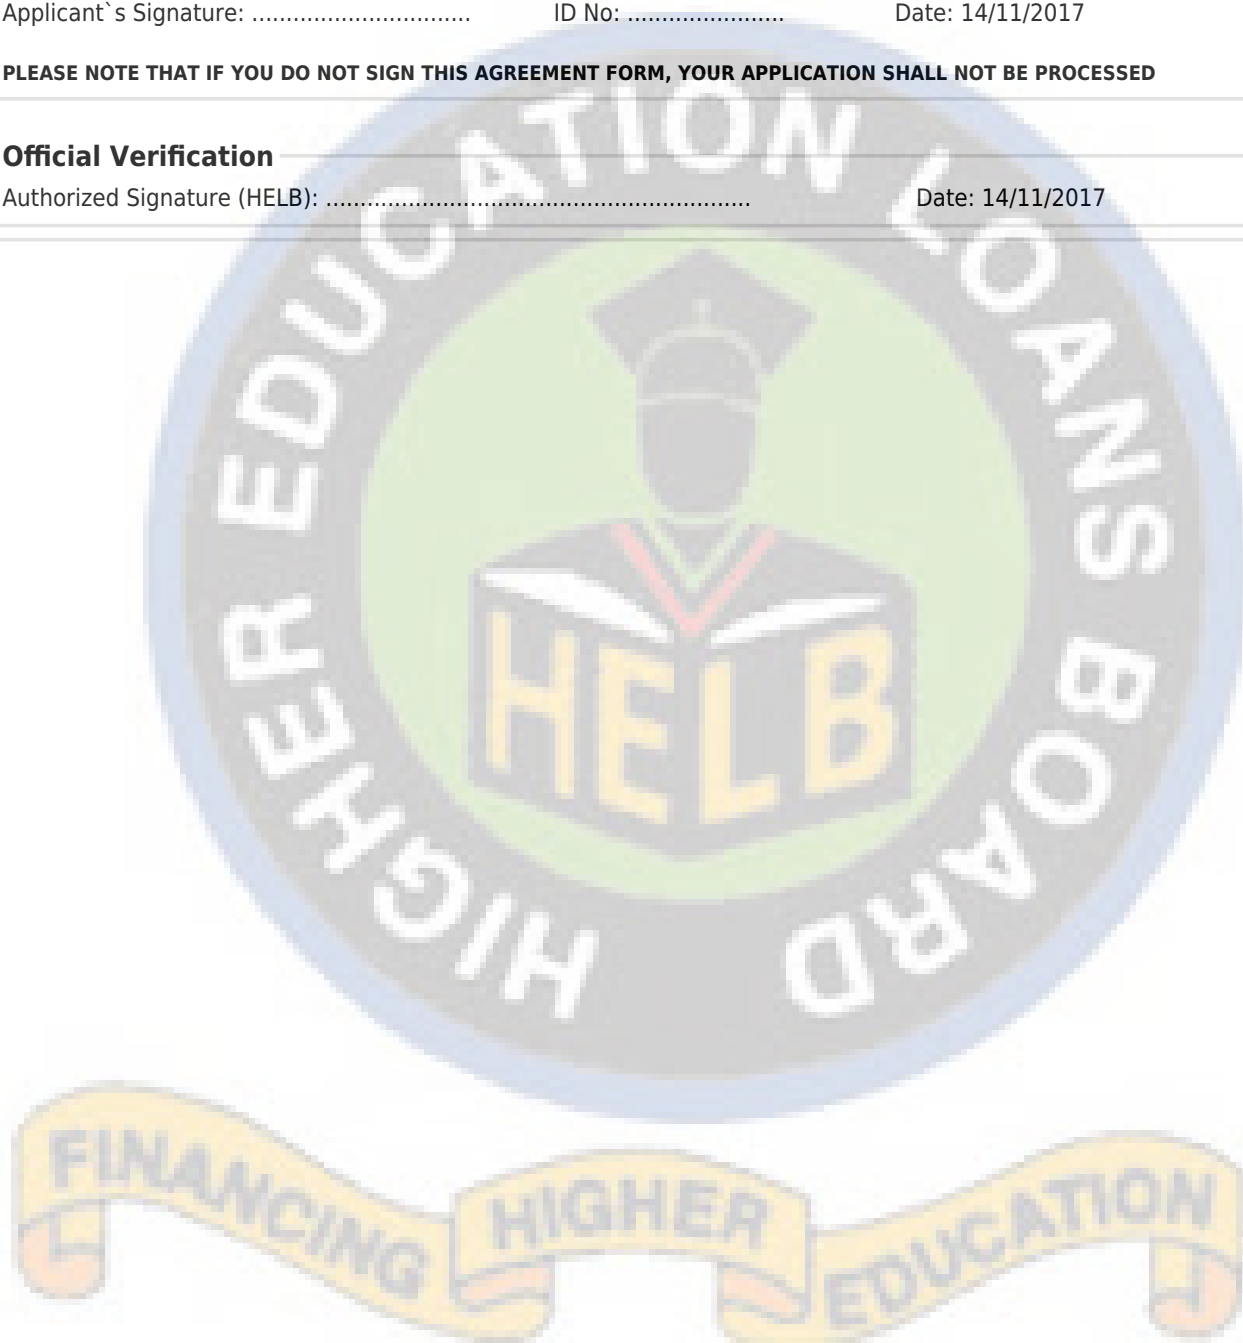 Applicant`s Signature: ................................ ID No: ....................... Date: 14/11/2017
PLEASE NOTE THAT IF YOU DO NOT SIGN THIS AGREEMENT FORM, YOUR APPLICATION SHALL NOT BE PROCESSED
Official Verification
Authorized Signature (HELB): .............................................................. Date: 14/11/2017
HIGHER EDUCATION LOANS BOARD
HELB
FINANCING HIGHER EDUCATION